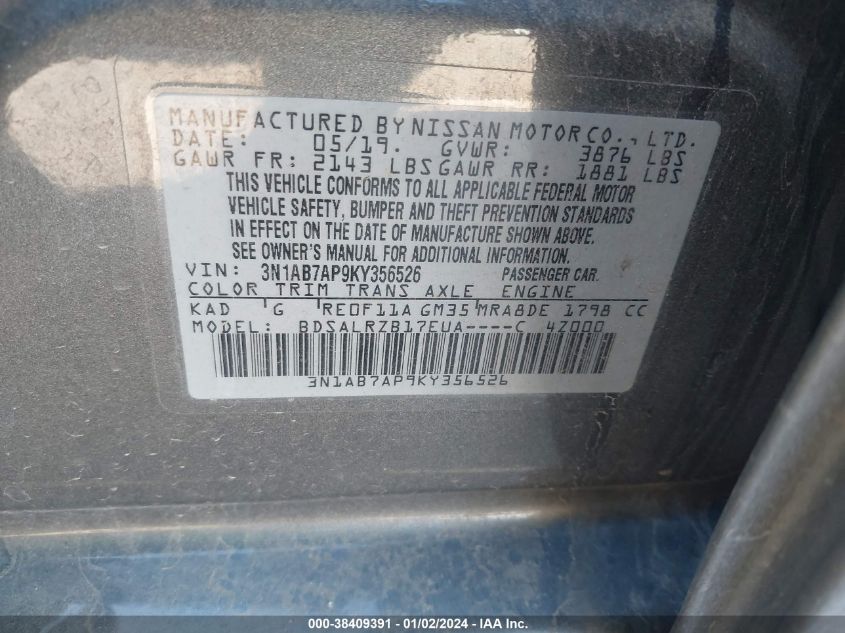 MANUFACTURED BY NISSAN MOTOR CO., LTD.
DATE: 05/19. GVWR: 3876 LBS
GAWR FR: 2143 LBS GAWR RR: 1881 LBS
THIS VEHICLE CONFORMS TO ALL APPLICABLE FEDERAL MOTOR
VEHICLE SAFETY, BUMPER AND THEFT PREVENTION STANDARDS
IN EFFECT ON THE DATE OF MANUFACTURE SHOWN ABOVE.
SEE OWNER'S MANUAL FOR ADDITIONAL INFORMATION.
VIN: 3N1AB7AP9KY356526 PASSENGER CAR.
COLOR TRIM TRANS AXLE ENGINE
KAD G RE0F11A GM35 MRA8DE 1798 CC
MODEL: BDSALRZB17EUA----C 4Z000
3N1AB7AP9KY356526
000-38409391 - 01/02/2024 - IAAI.COM